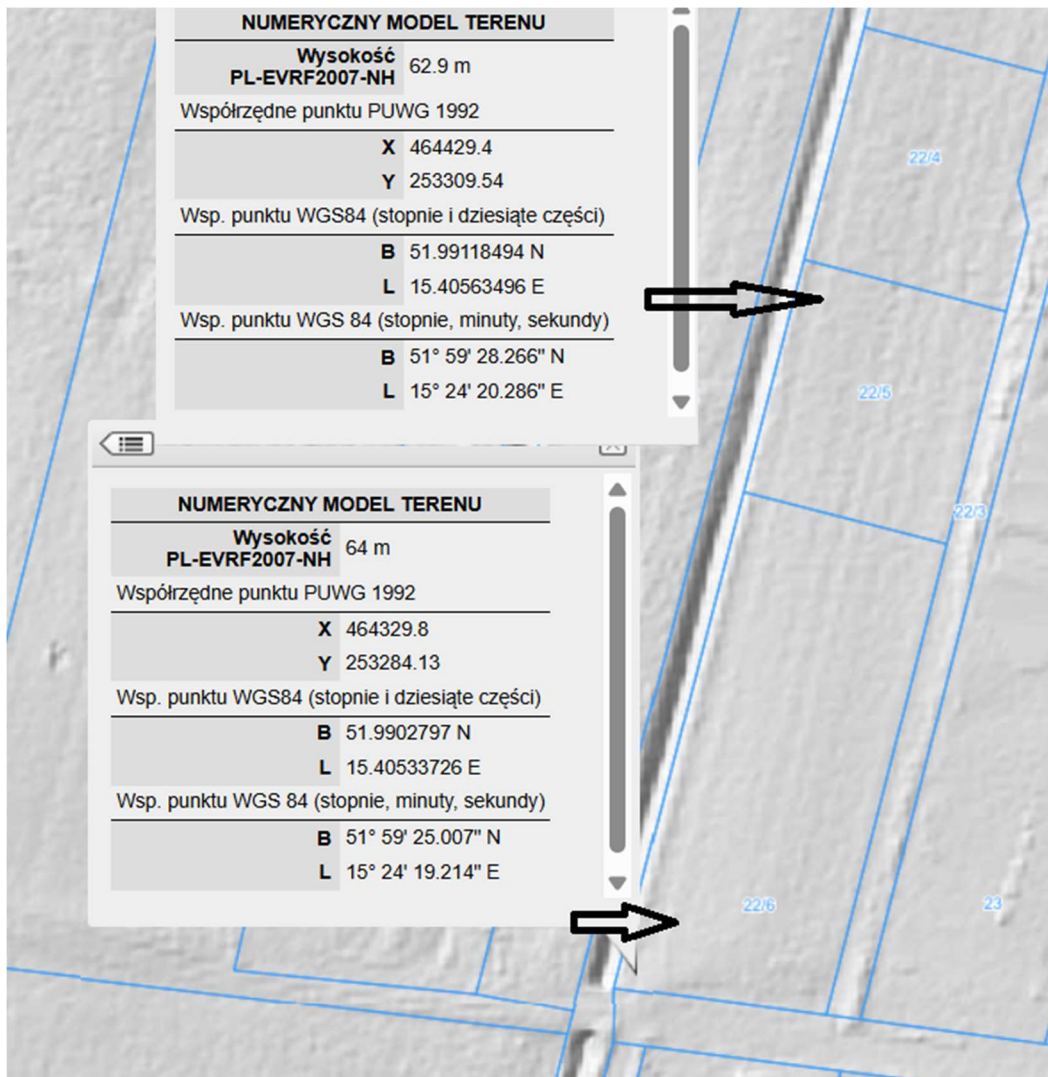 NUMERYCZNY MODEL TERENU
Wysokość
PL-EVRF2007-NH 62.9 m
Współrzędne punktu PUWG 1992
X 464429.4
Y 253309.54
Wsp. punktu WGS84 (stopnie i dziesiąte części)
B 51.99118494 N
L 15.40563496 E
Wsp. punktu WGS 84 (stopnie, minuty, sekundy)
B 51° 59' 28.266" N
L 15° 24' 20.286" E
NUMERYCZNY MODEL TERENU
Wysokość
PL-EVRF2007-NH 64 m
Współrzędne punktu PUWG 1992
X 464329.8
Y 253284.13
Wsp. punktu WGS84 (stopnie i dziesiąte części)
B 51.9902797 N
L 15.40533726 E
Wsp. punktu WGS 84 (stopnie, minuty, sekundy)
B 51° 59' 25.007" N
L 15° 24' 19.214" E
22/4
22/5
22/3
22/6
23